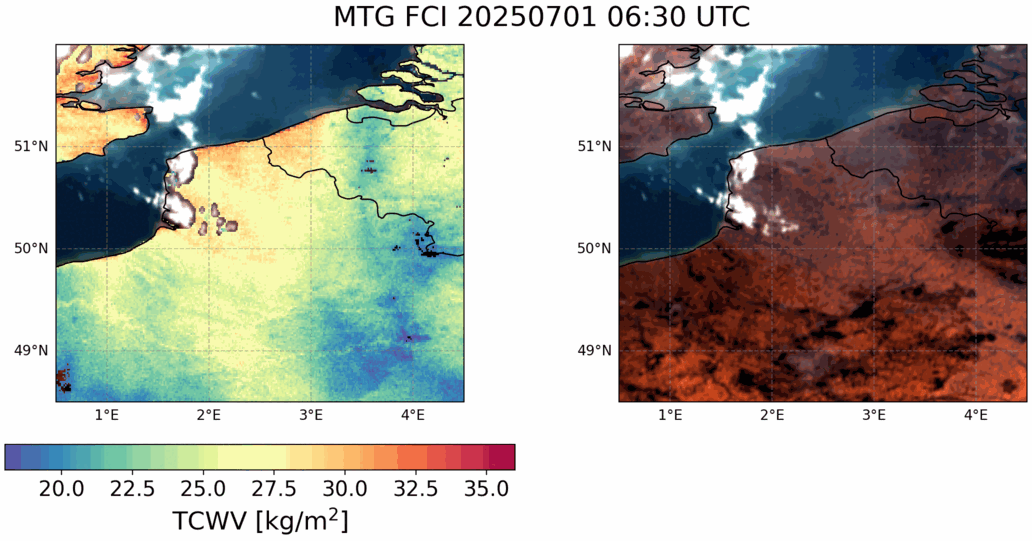 MTG FCI 20250701 06:30 UTC
51°N 51°N
50°N 50°N
49°N 49°N
1°E 2°E 3°E 4°E 1°E 2°E 3°E 4°E
20.0 22.5 25.0 27.5 30.0 32.5 35.0
TCWV [kg/m²]